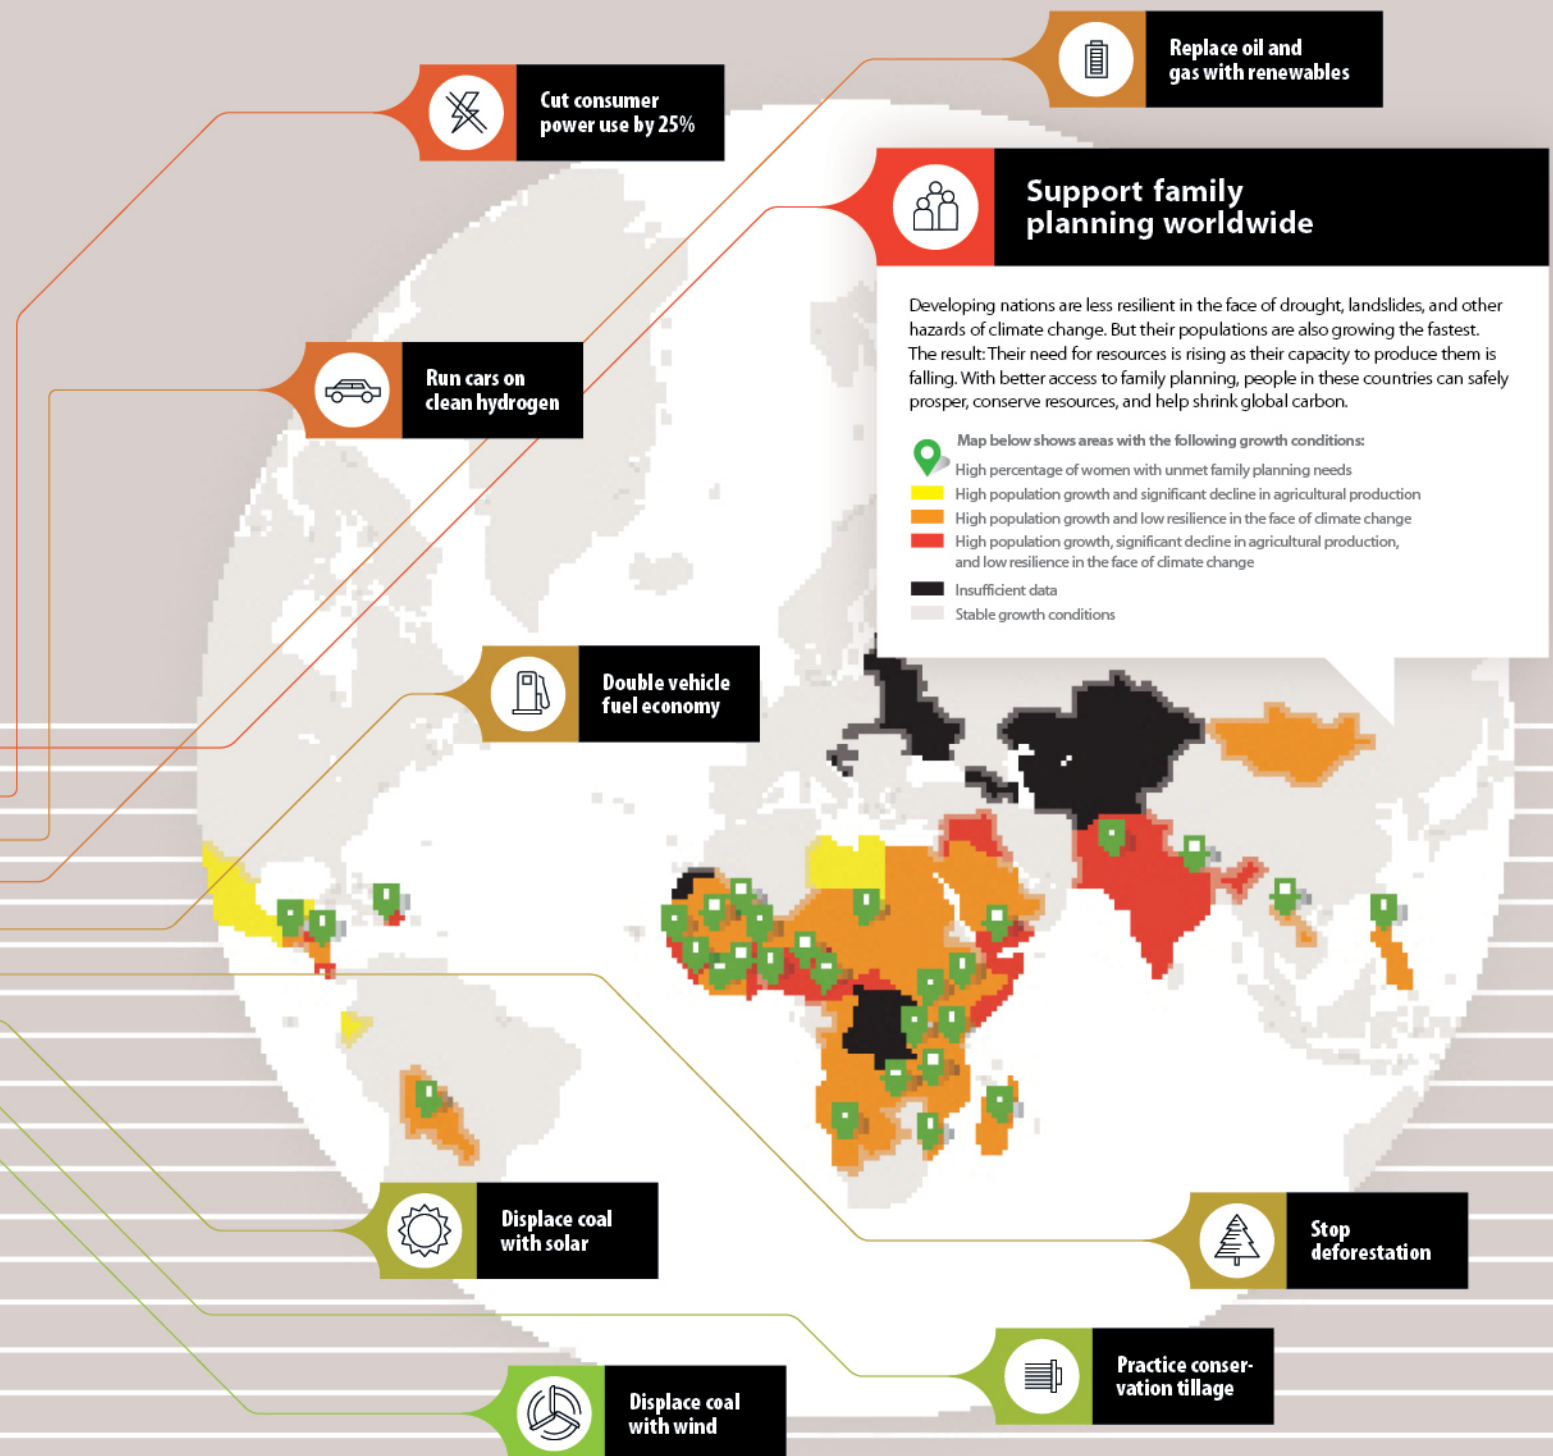 Replace oil and
gas with renewables
Cut consumer
power use by 25%
Support family
planning worldwide
Developing nations are less resilient in the face of drought, landslides, and other
hazards of climate change. But their populations are also growing the fastest.
The result: Their need for resources is rising as their capacity to produce them is
falling. With better access to family planning, people in these countries can safely
prosper, conserve resources, and help shrink global carbon.
Map below shows areas with the following growth conditions:
High percentage of women with unmet family planning needs
High population growth and significant decline in agricultural production
High population growth and low resilience in the face of climate change
High population growth, significant decline in agricultural production,
and low resilience in the face of climate change
Insufficient data
Stable growth conditions
Run cars on
clean hydrogen
Double vehicle
fuel economy
Displace coal
with solar
Stop
deforestation
Practice conser-
vation tillage
Displace coal
with wind